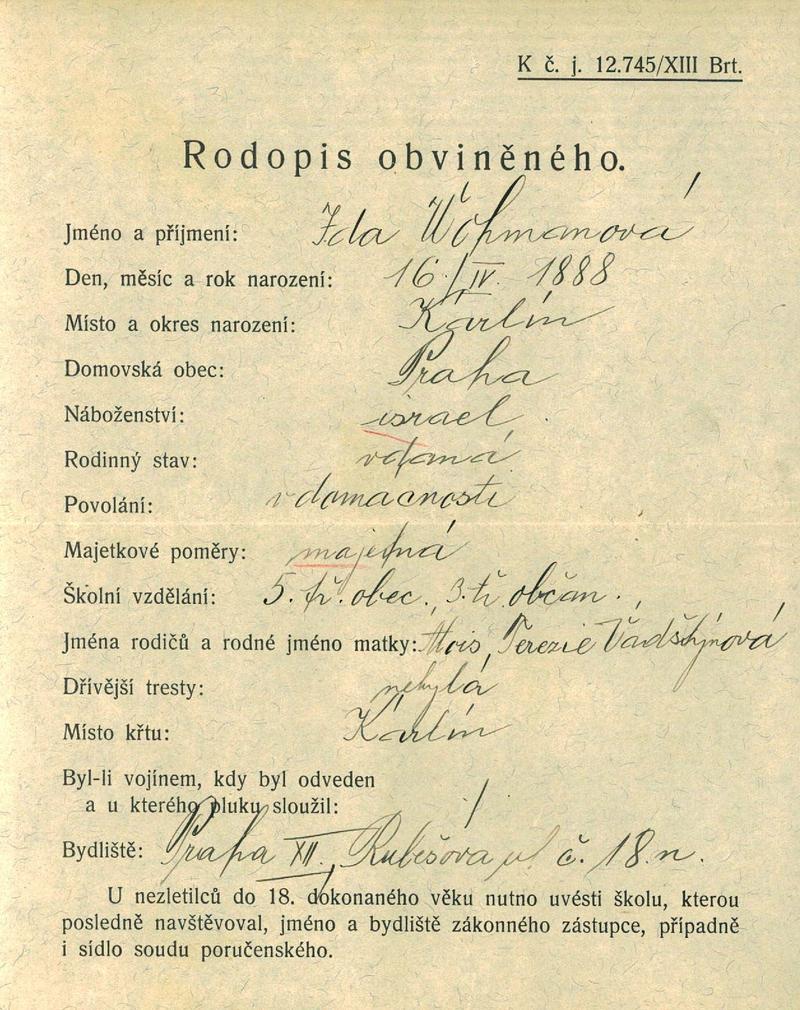 K č. j. 12.745/XIII Brt.
Rodopis obviněného.
Jméno a příjmení: Ida
Den, měsíc a rok narození: 16/IV. 1888
Místo a okres narození: Karlín
Domovská obec: Praha
Náboženství: israel.
Rodinný stav: vdaná
Povolání: v domacnosti
Majetkové poměry: majetná
Školní vzdělání: 5. tř. obec., 3. tř. občan.
Jména rodičů a rodné jméno matky: Alois, Terezie
Dřívější tresty: nebyla
Místo křtu: Karlín
Byl-li vojínem, kdy byl odveden
a u kterého pluku sloužil: /
Bydliště: Praha XII, Rubešova ul. č. 18. n.
U nezletilců do 18. dokonaného věku nutno uvésti školu, kterou
posledně navštěvoval, jméno a bydliště zákonného zástupce, případně
i sídlo soudu poručenského.